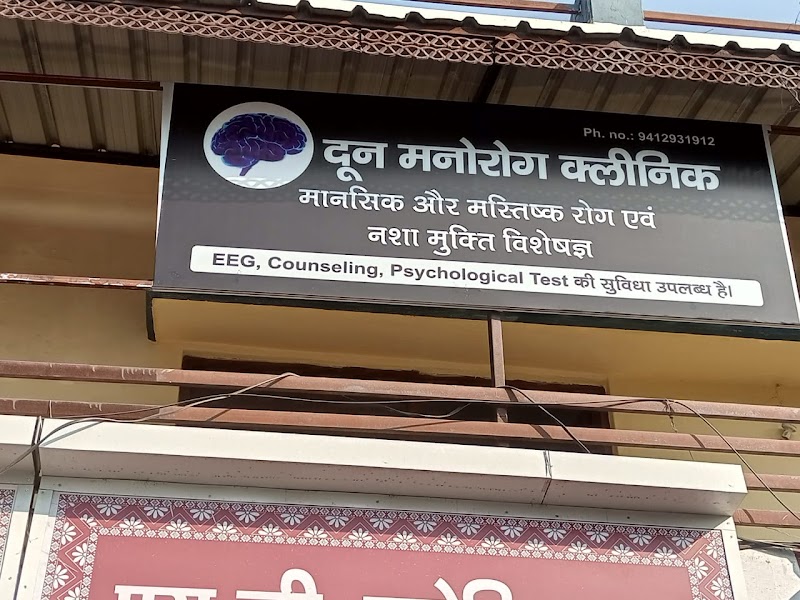 Ph. no.: 9412931912
दून मनोरोग क्लीनिक
मानसिक और मस्तिष्क रोग एवं
नशा मुक्ति विशेषज्ञ
EEG, Counseling, Psychological Test की सुविधा उपलब्ध है।